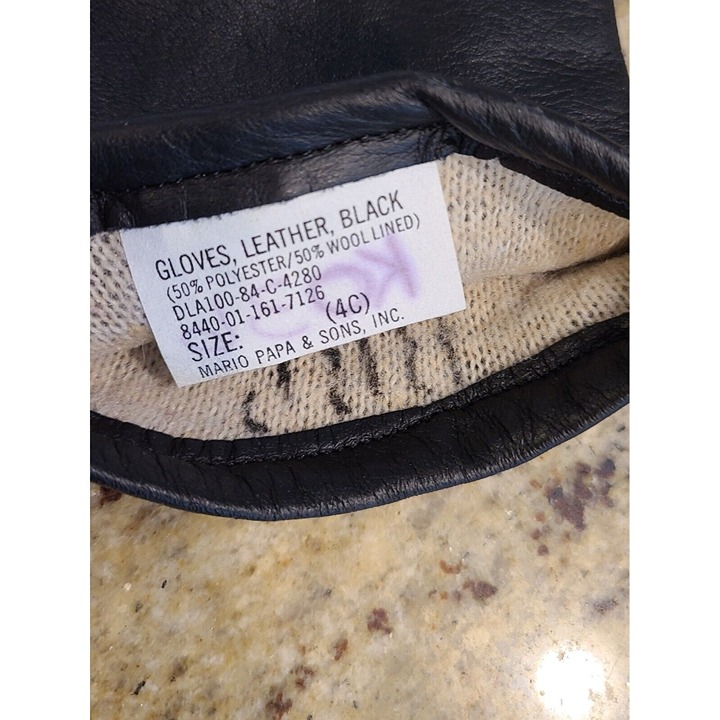 GLOVES, LEATHER, BLACK
(50% POLYESTER/50% WOOL LINED)
DLA100-84-C-4280
8440-01-161-7126
SIZE: (4C)
MARIO PAPA & SONS, INC.